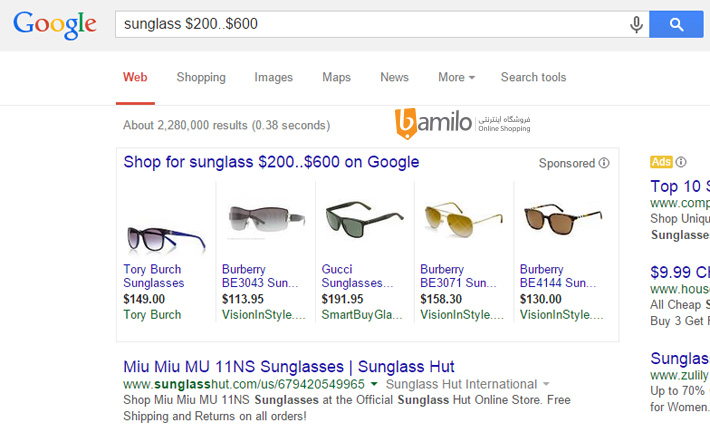 Google
sunglass $200..$600
Web Shopping Images Maps News More Search tools
About 2,280,000 results (0.38 seconds)
bamilo
فروشگاه اینترنتی
Online Shopping
Shop for sunglass $200..$600 on Google
Sponsored
Tory Burch
Sunglasses
$149.00
Tory Burch
Burberry
BE3043 Sun...
$113.95
VisionInStyle....
Gucci
Sunglasses...
$191.95
SmartBuyGla...
Burberry
BE3071 Sun...
$158.30
VisionInStyle....
Burberry
BE4144 Sun...
$130.00
VisionInStyle....
Miu Miu MU 11NS Sunglasses | Sunglass Hut
www.sunglasshut.com/us/679420549965 Sunglass Hut International
Shop Miu Miu MU 11NS Sunglasses at the Official Sunglass Hut Online Store. Free
Shipping and Returns on all orders!
Ads
Top 10 S
www.comp
Shop Uniqu
Sunglasse
$9.99 Ch
www.hous
All Cheap S
Buy 3 Get F
Sunglas
www.zulily
Up to 70%
for Women.